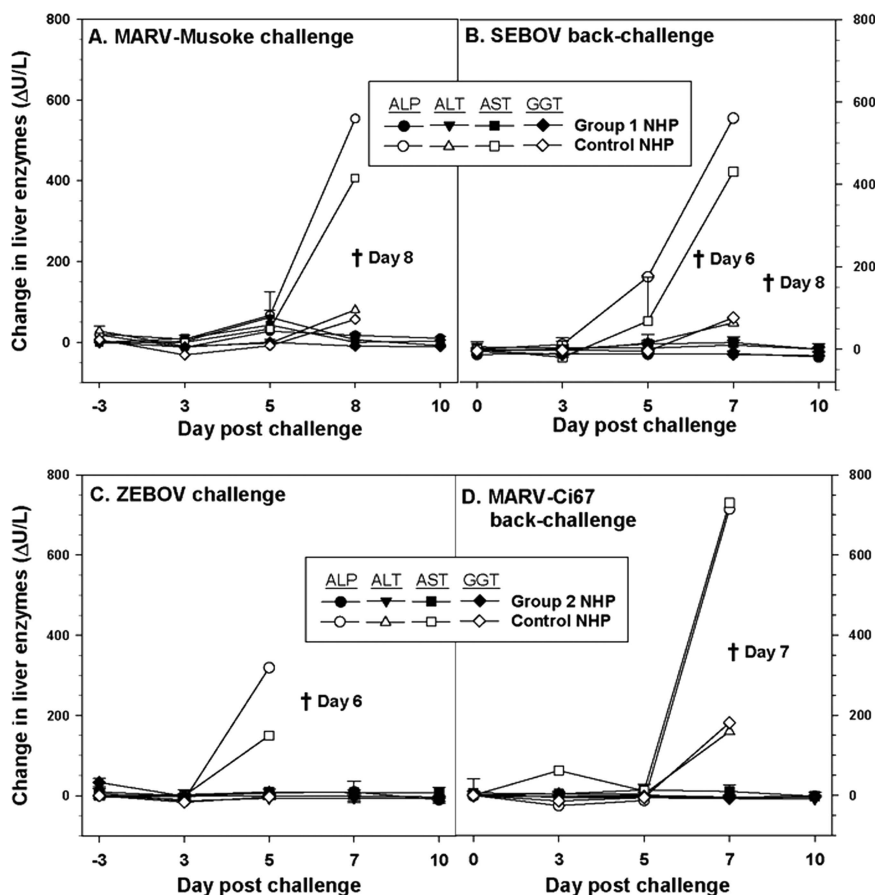 800
600
400
200
0
Change in liver enzymes (ΔU/L)
A. MARV-Musoke challenge
† Day 8
-3 3 5 8 10
Day post challenge
B. SEBOV back-challenge
† Day 6
† Day 8
800
600
400
200
0
0 3 5 7 10
Day post challenge
ALP ALT AST GGT
Group 1 NHP
Control NHP
800
600
400
200
0
Change in liver enzymes (ΔU/L)
C. ZEBOV challenge
† Day 6
-3 3 5 7 10
Day post challenge
D. MARV-Ci67
back-challenge
† Day 7
800
600
400
200
0
0 3 5 7 10
Day post challenge
ALP ALT AST GGT
Group 2 NHP
Control NHP